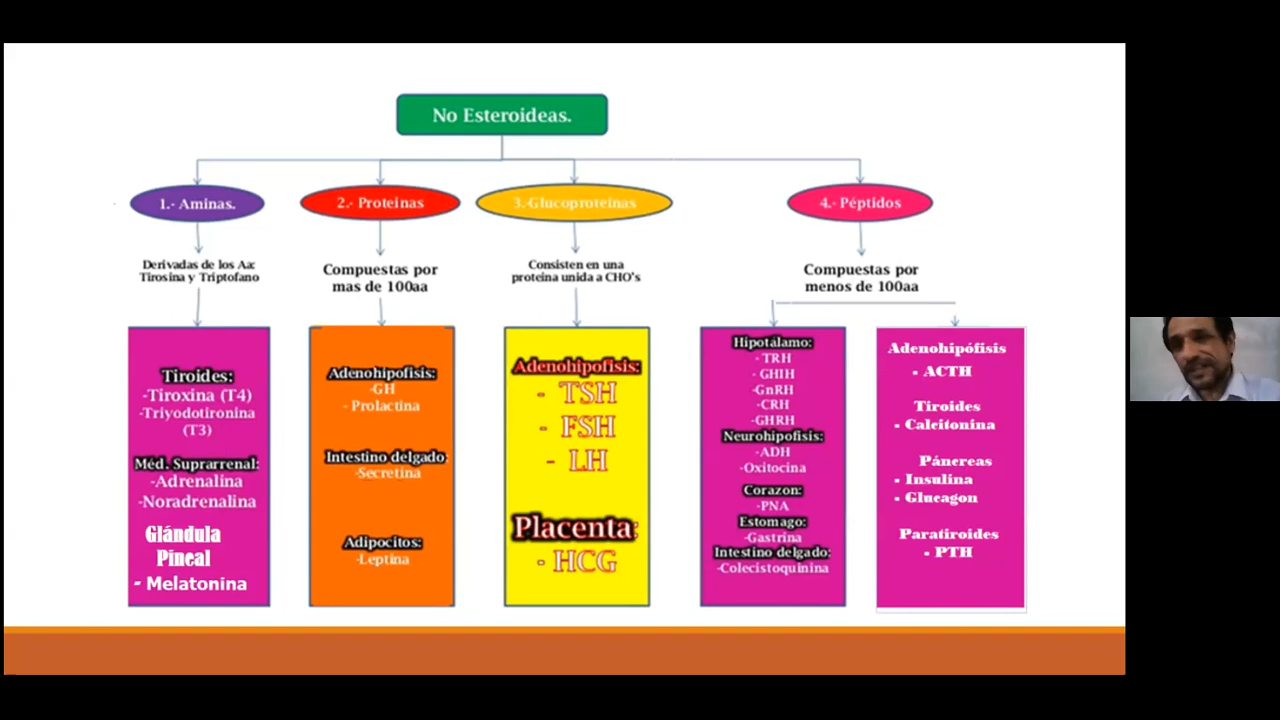 No Esteroideas.
1.- Aminas.
Derivadas de los Aa:
Tirosina y Triptofano
Tiroides:
-Tiroxina (T4)
-Triyodotironina
(T3)
Méd. Suprarrenal:
-Adrenalina
-Noradrenalina
Glándula
Pineal
- Melatonina
2.- Proteinas
Compuestas por
mas de 100aa
Adenohipofisis:
-GH
- Prolactina
Intestino delgado:
-Secretina
Adipocitos:
-Leptina
3.-Glucoproteinas
Consisten en una
proteina unida a CHO's
Adenohipofisis:
- TSH
- FSH
- LH
Placenta:
- HCG
4.- Péptidos
Compuestas por
menos de 100aa
Hipotálamo:
- TRH
- GHIH
-GnRH
- CRH
-GHRH
Neurohipofisis:
-ADH
-Oxitocina
Corazon:
-PNA
Estomago:
-Gastrina
Intestino delgado:
-Colecistoquinina
Adenohipófisis
- ACTH
Tiroides
- Calcitonina
Páncreas
- Insulina
- Glucagon
Paratiroides
- PTH